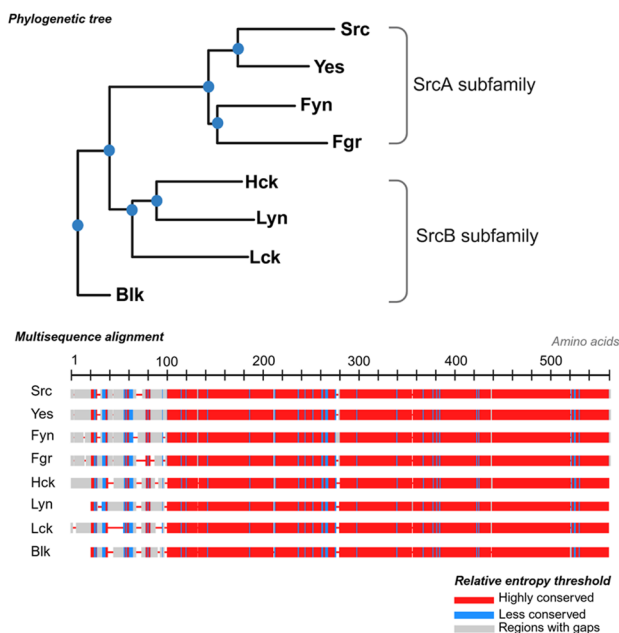 Phylogenetic tree
Src
Yes
SrcA subfamily
Fyn
Fgr
Hck
Lyn
SrcB subfamily
Lck
Blk
Multisequence alignment
Amino acids
1 100 200 300 400 500
Src
Yes
Fyn
Fgr
Hck
Lyn
Lck
Blk
Relative entropy threshold
Highly conserved
Less conserved
Regions with gaps